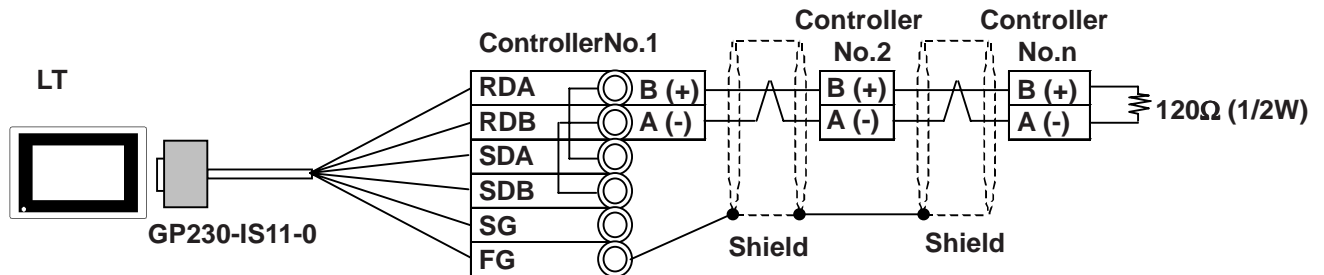 LT
GP230-IS11-0
ControllerNo.1
RDA
RDB
SDA
SDB
SG
FG
B (+)
A (-)
Controller
No.2
B (+)
A (-)
Controller
No.n
B (+)
A (-)
120Ω (1/2W)
Shield
Shield